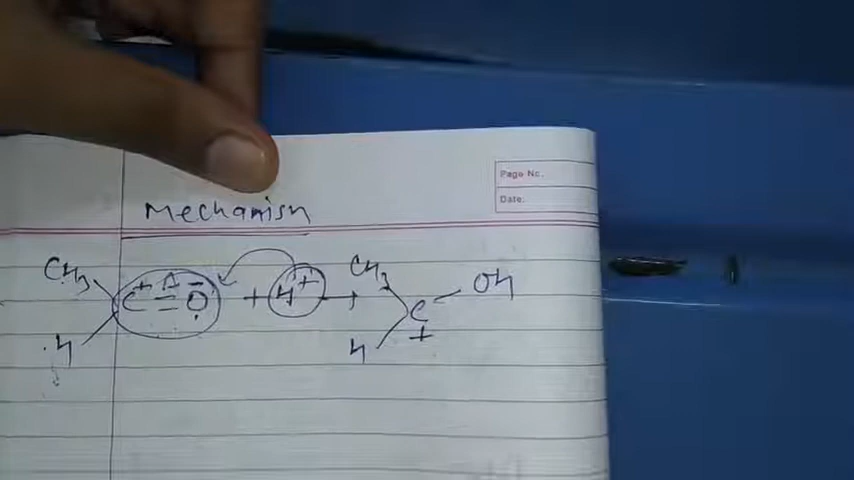 Page No.
Date:
Mechanism
CH3 CH3 OH
C+ = O- + H+ → C
H H +